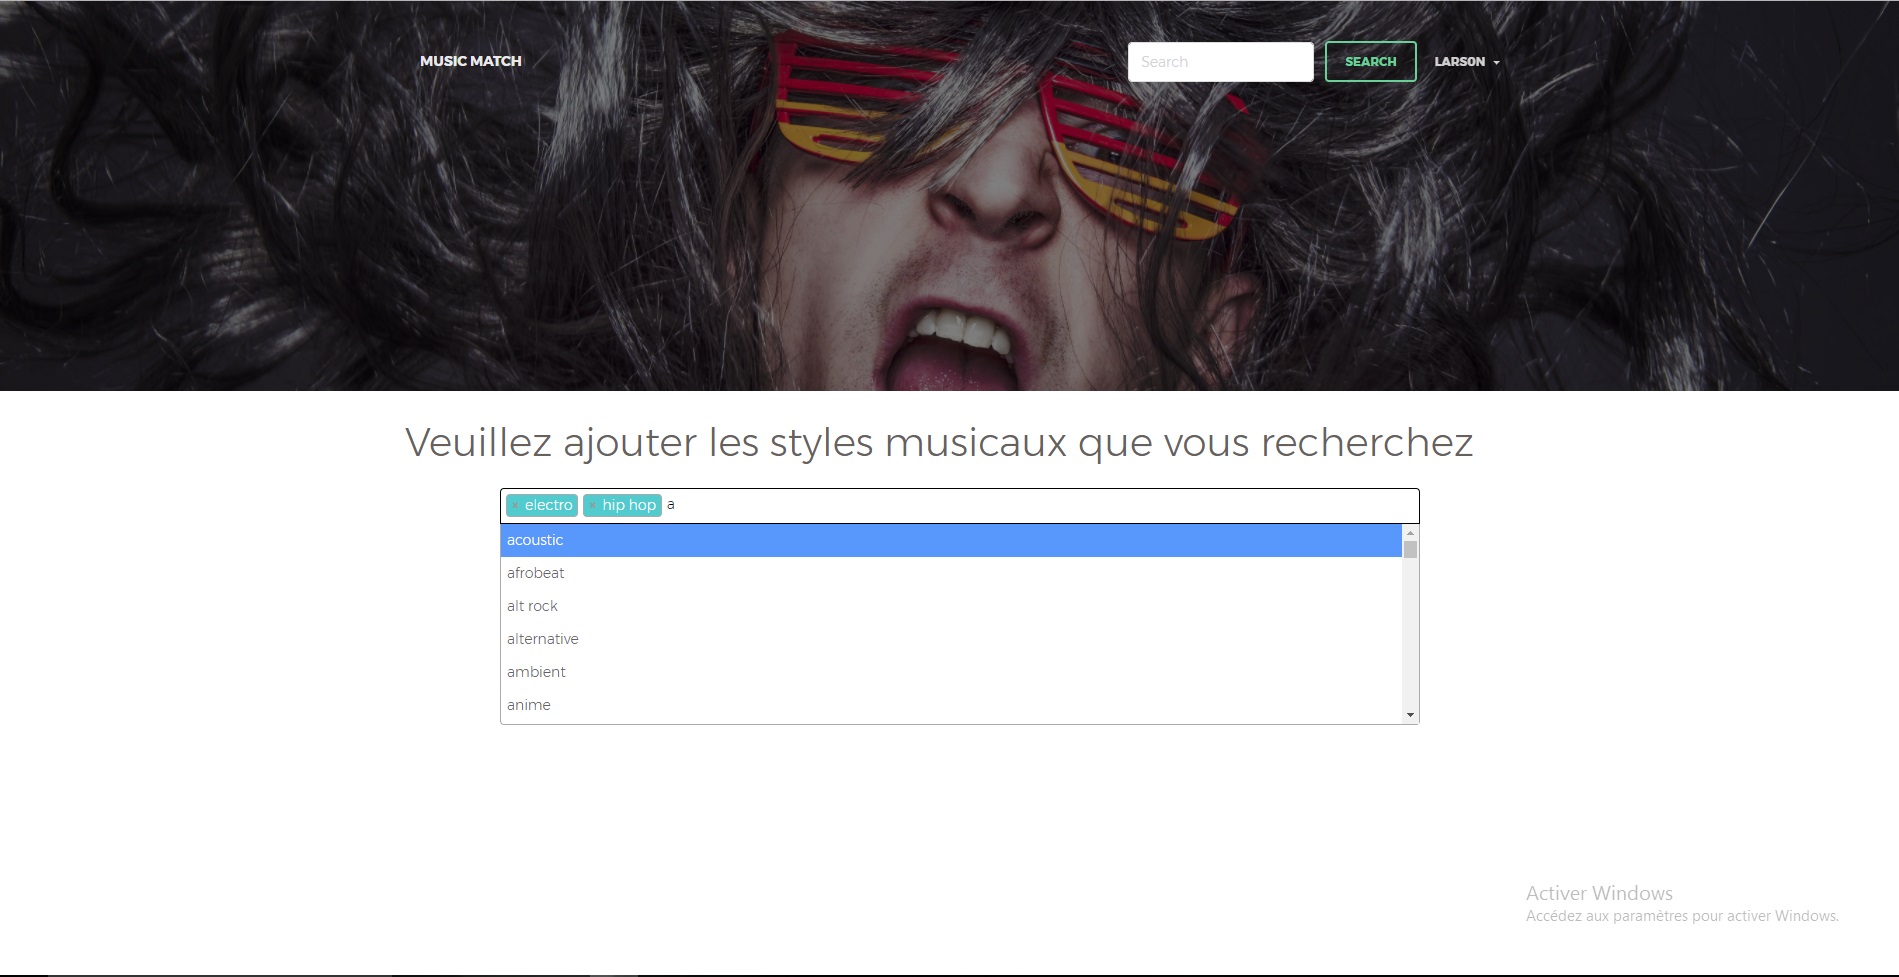 MUSIC MATCH
Search
SEARCH
LARS0N
Veuillez ajouter les styles musicaux que vous recherchez
× electro × hip hop a
acoustic
afrobeat
alt rock
alternative
ambient
anime
Activer Windows
Accédez aux paramètres pour activer Windows.